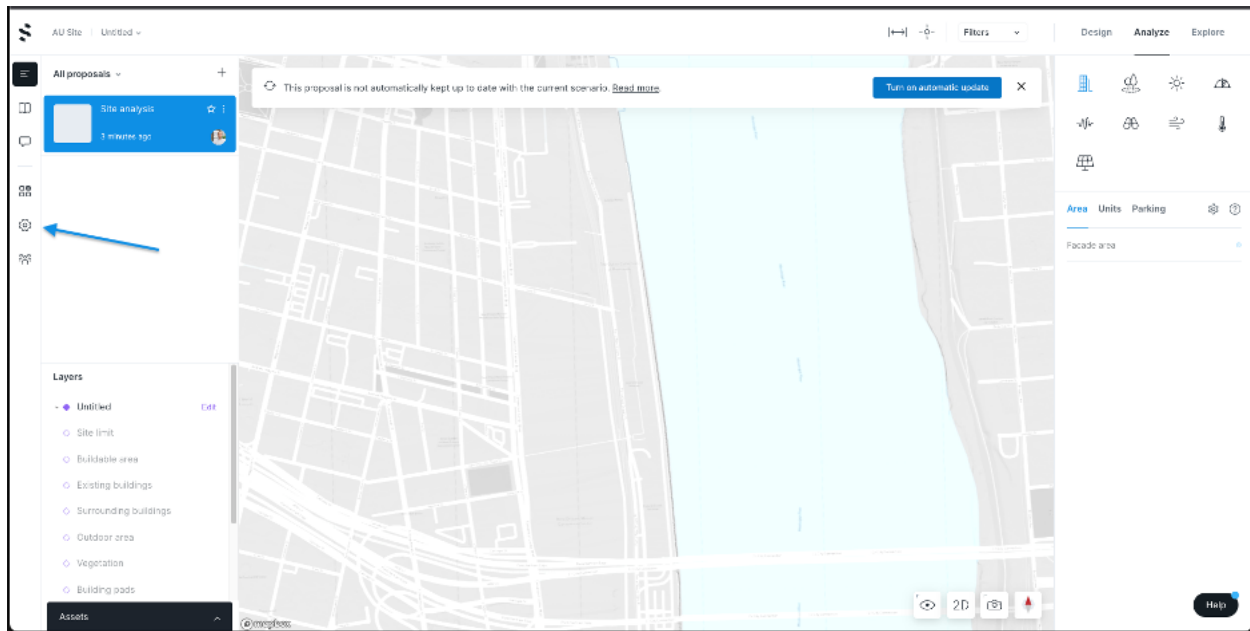 AU Site
Untitled
Filters
Design
Analyze
Explore
All proposals
This proposal is not automatically kept up to date with the current scenario. Read more.
Turn on automatic update
Site analysis
3 minutes ago
Area
Units
Parking
Facade area
Layers
Untitled
Edit
Site limit
Buildable area
Existing buildings
Surrounding buildings
Outdoor area
Vegetation
Building pads
Assets
2D
Help
mapbox